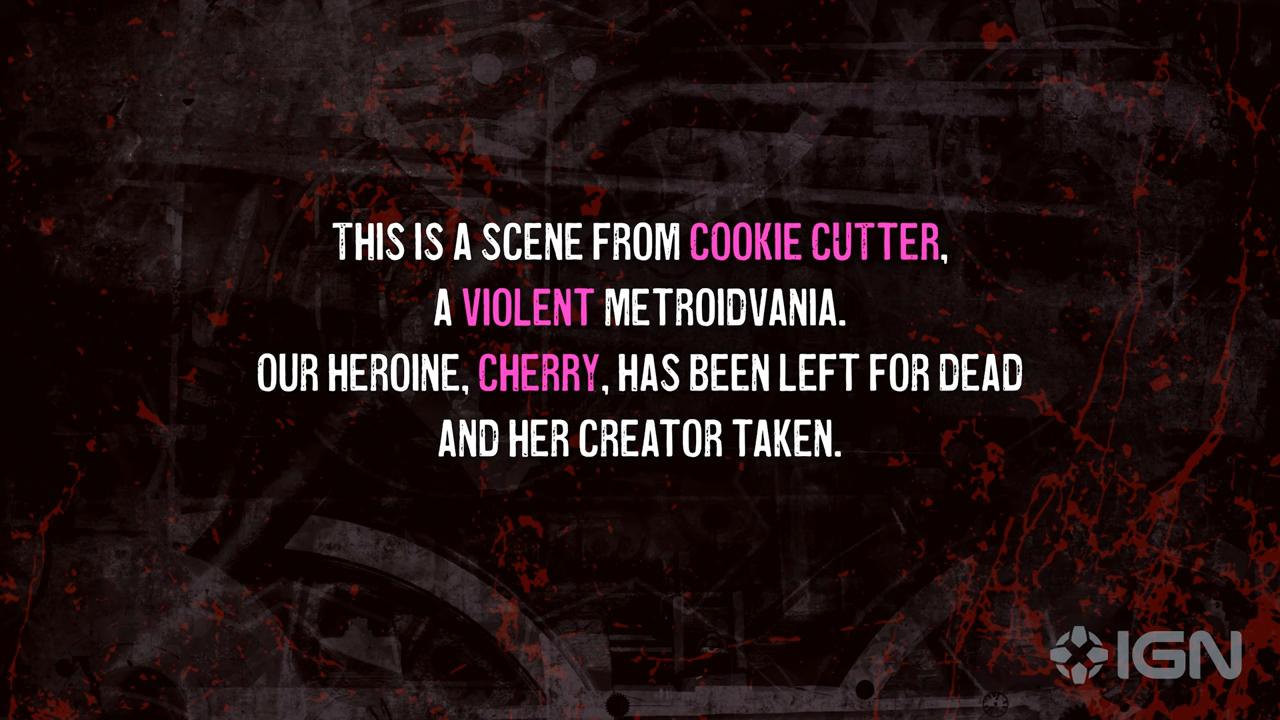 THIS IS A SCENE FROM COOKIE CUTTER,
A VIOLENT METROIDVANIA.
OUR HEROINE, CHERRY, HAS BEEN LEFT FOR DEAD
AND HER CREATOR TAKEN.
IGN